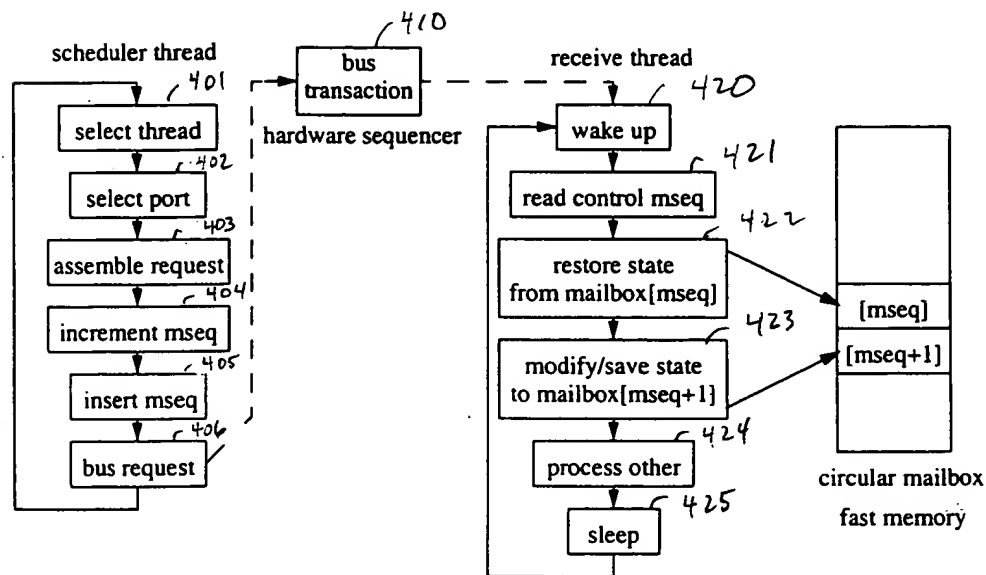 scheduler thread
401
select thread
402
select port
403
assemble request
404
increment mseq
405
insert mseq
406
bus request
410
bus
transaction
hardware sequencer
receive thread
420
wake up
421
read control mseq
422
restore state
from mailbox[mseq]
423
modify/save state
to mailbox[mseq+1]
424
process other
425
sleep
[mseq]
[mseq+1]
circular mailbox
fast memory